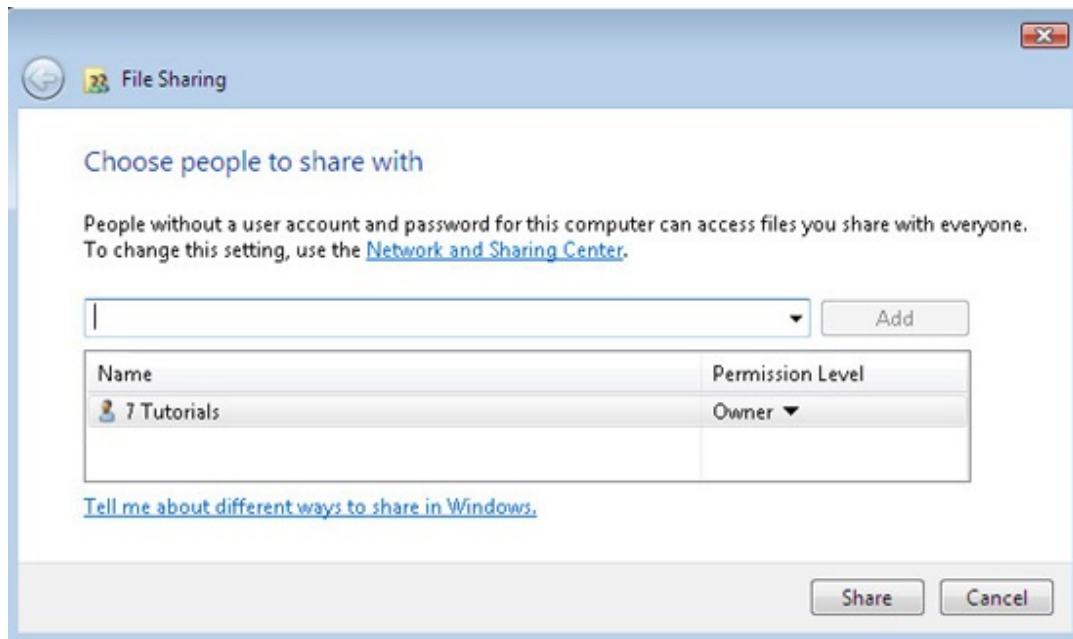 File Sharing
Choose people to share with
People without a user account and password for this computer can access files you share with everyone.
To change this setting, use the Network and Sharing Center.
Add
Name Permission Level
7 Tutorials Owner
Tell me about different ways to share in Windows.
Share Cancel